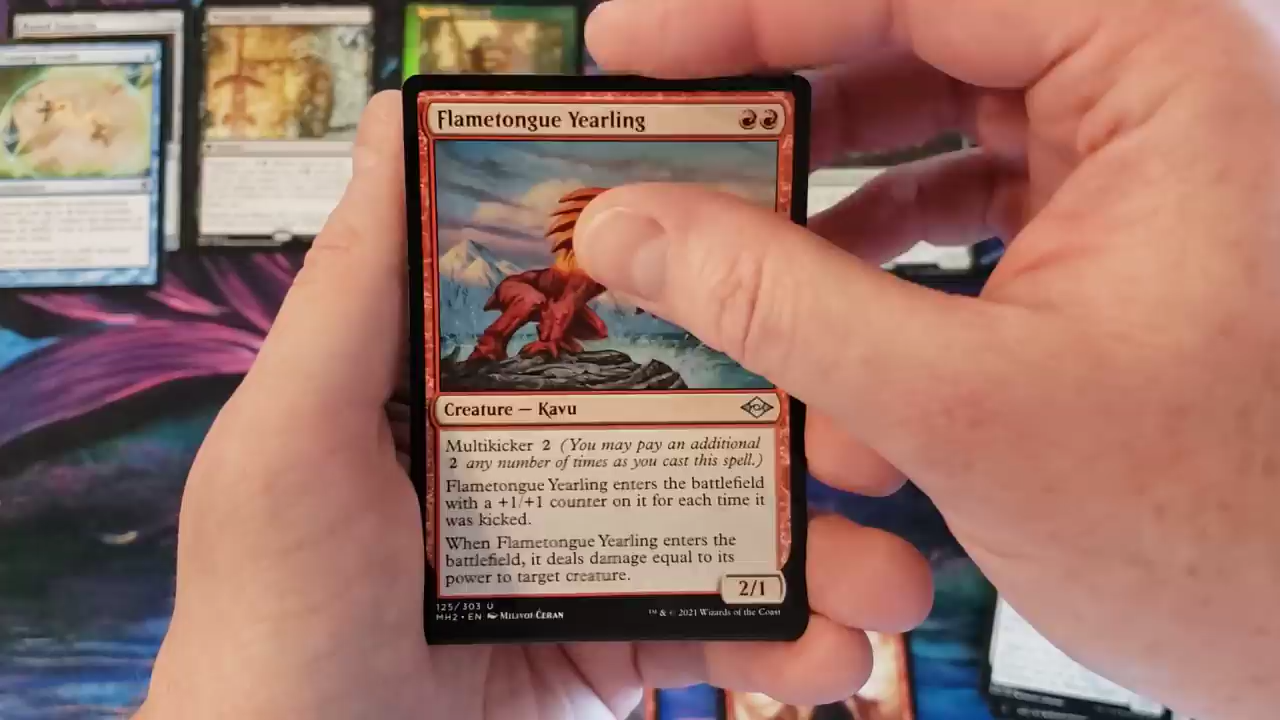 Flametongue Yearling
Creature — Kavu
Multikicker 2 (You may pay an additional
2 any number of times as you cast this spell.)
Flametongue Yearling enters the battlefield
with a +1/+1 counter on it for each time it
was kicked.
When Flametongue Yearling enters the
battlefield, it deals damage equal to its
power to target creature.
2/1
125/303 U
MH2 • EN MILIVOJ ĆERAN
™ & © 2021 Wizards of the Coast